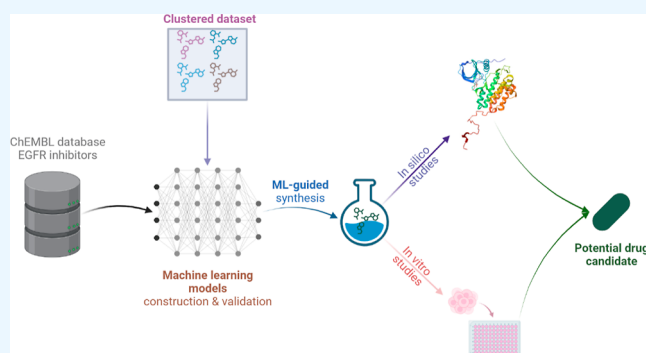 Clustered dataset
ChEMBL database
EGFR inhibitors
ML-guided
synthesis
In silico
studies
In vitro
studies
Machine learning
models
construction & validation
Potential drug
candidate